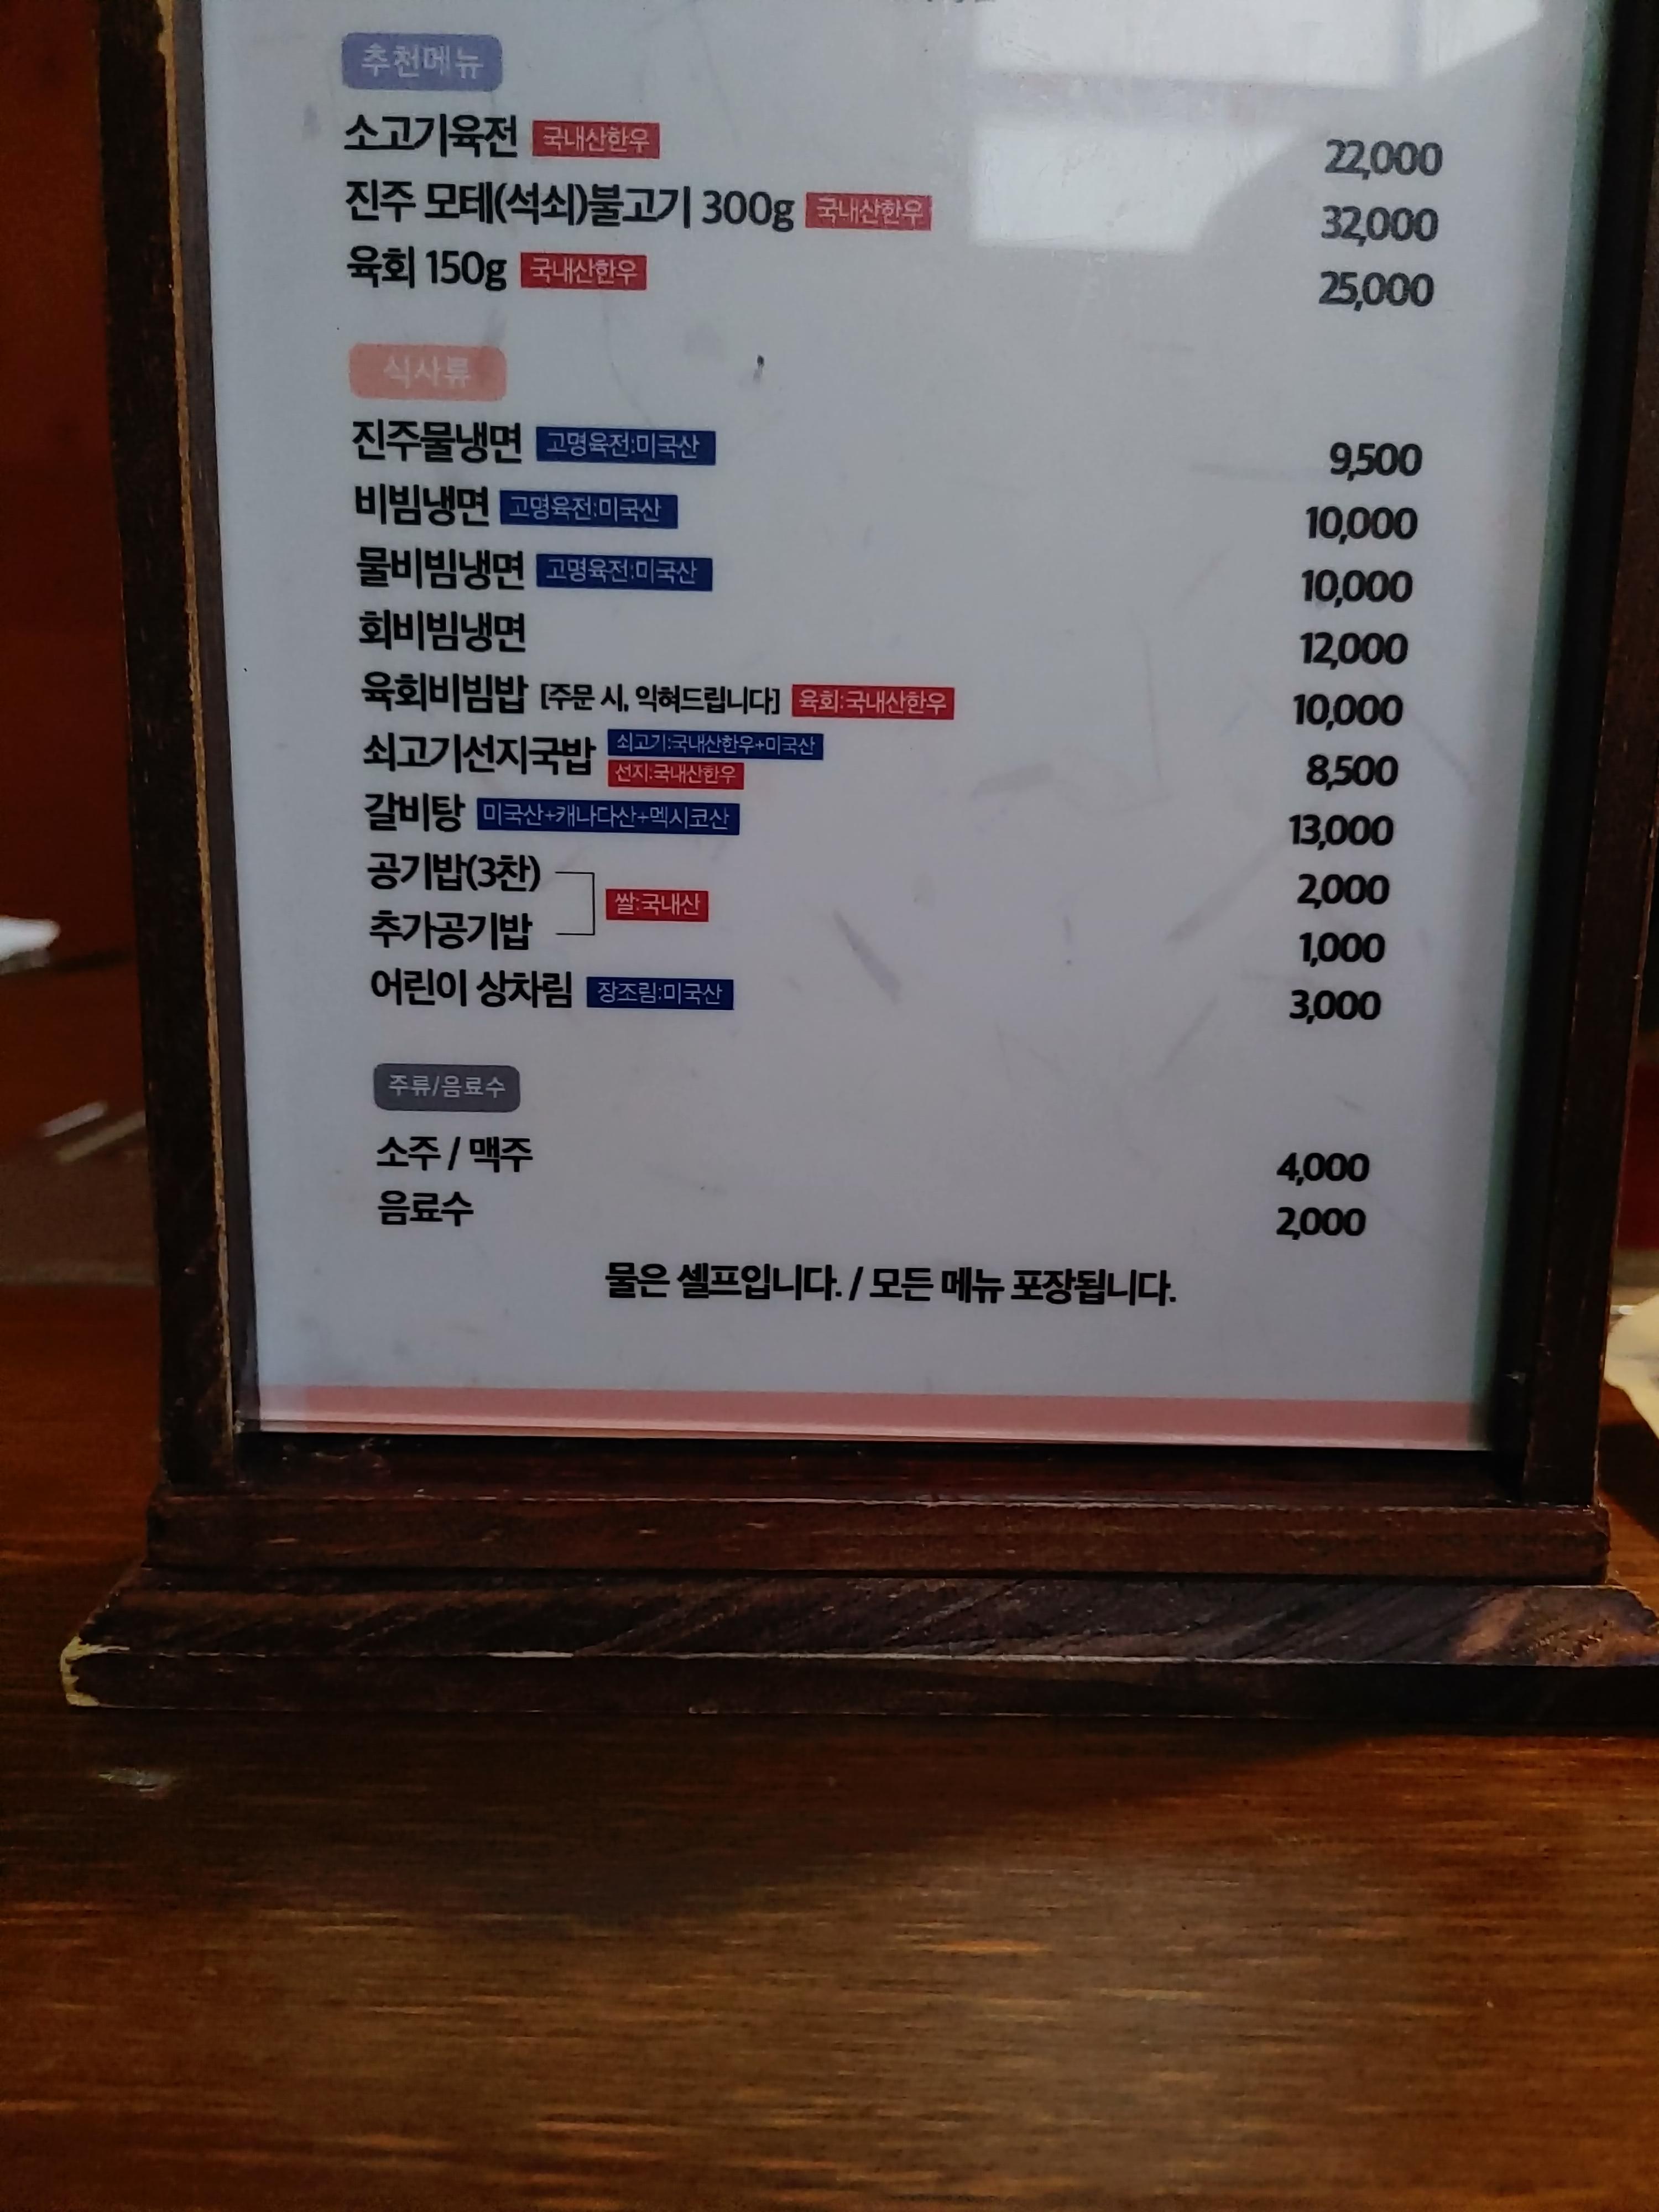 추천메뉴
소고기육전 국내산한우 22,000
진주 모테(석쇠)불고기 300g 국내산한우 32,000
육회 150g 국내산한우 25,000
식사류
진주물냉면 고명육전:미국산 9,500
비빔냉면 고명육전:미국산 10,000
물비빔냉면 고명육전:미국산 10,000
회비빔냉면 12,000
육회비빔밥 [주문 시, 익혀드립니다] 육회:국내산한우 10,000
쇠고기선지국밥 쇠고기:국내산한우+미국산 8,500
선지:국내산한우
갈비탕 미국산+캐나다산+멕시코산 13,000
공기밥(3찬) 2,000
쌀:국내산
추가공기밥 1,000
어린이 상차림 장조림:미국산 3,000
주류/음료수
소주 / 맥주 4,000
음료수 2,000
물은 셀프입니다. / 모든 메뉴 포장됩니다.